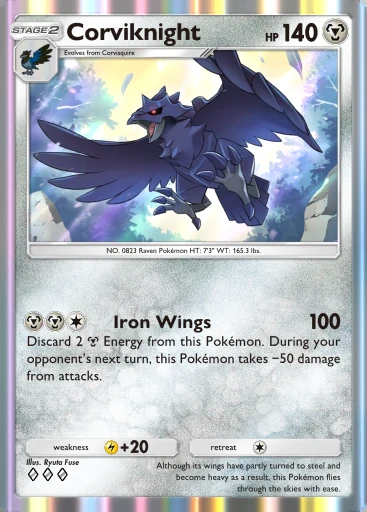 STAGE 2 Corviknight HP 140
Evolves from Corvisquire
NO. 0823 Raven Pokémon HT: 7'3" WT: 165.3 lbs.
Iron Wings 100
Discard 2 Energy from this Pokémon. During your
opponent's next turn, this Pokémon takes −50 damage
from attacks.
weakness +20 retreat
Illus. Ryuta Fuse
Although its wings have partly turned to steel and
become heavy as a result, this Pokémon flies
through the skies with ease.